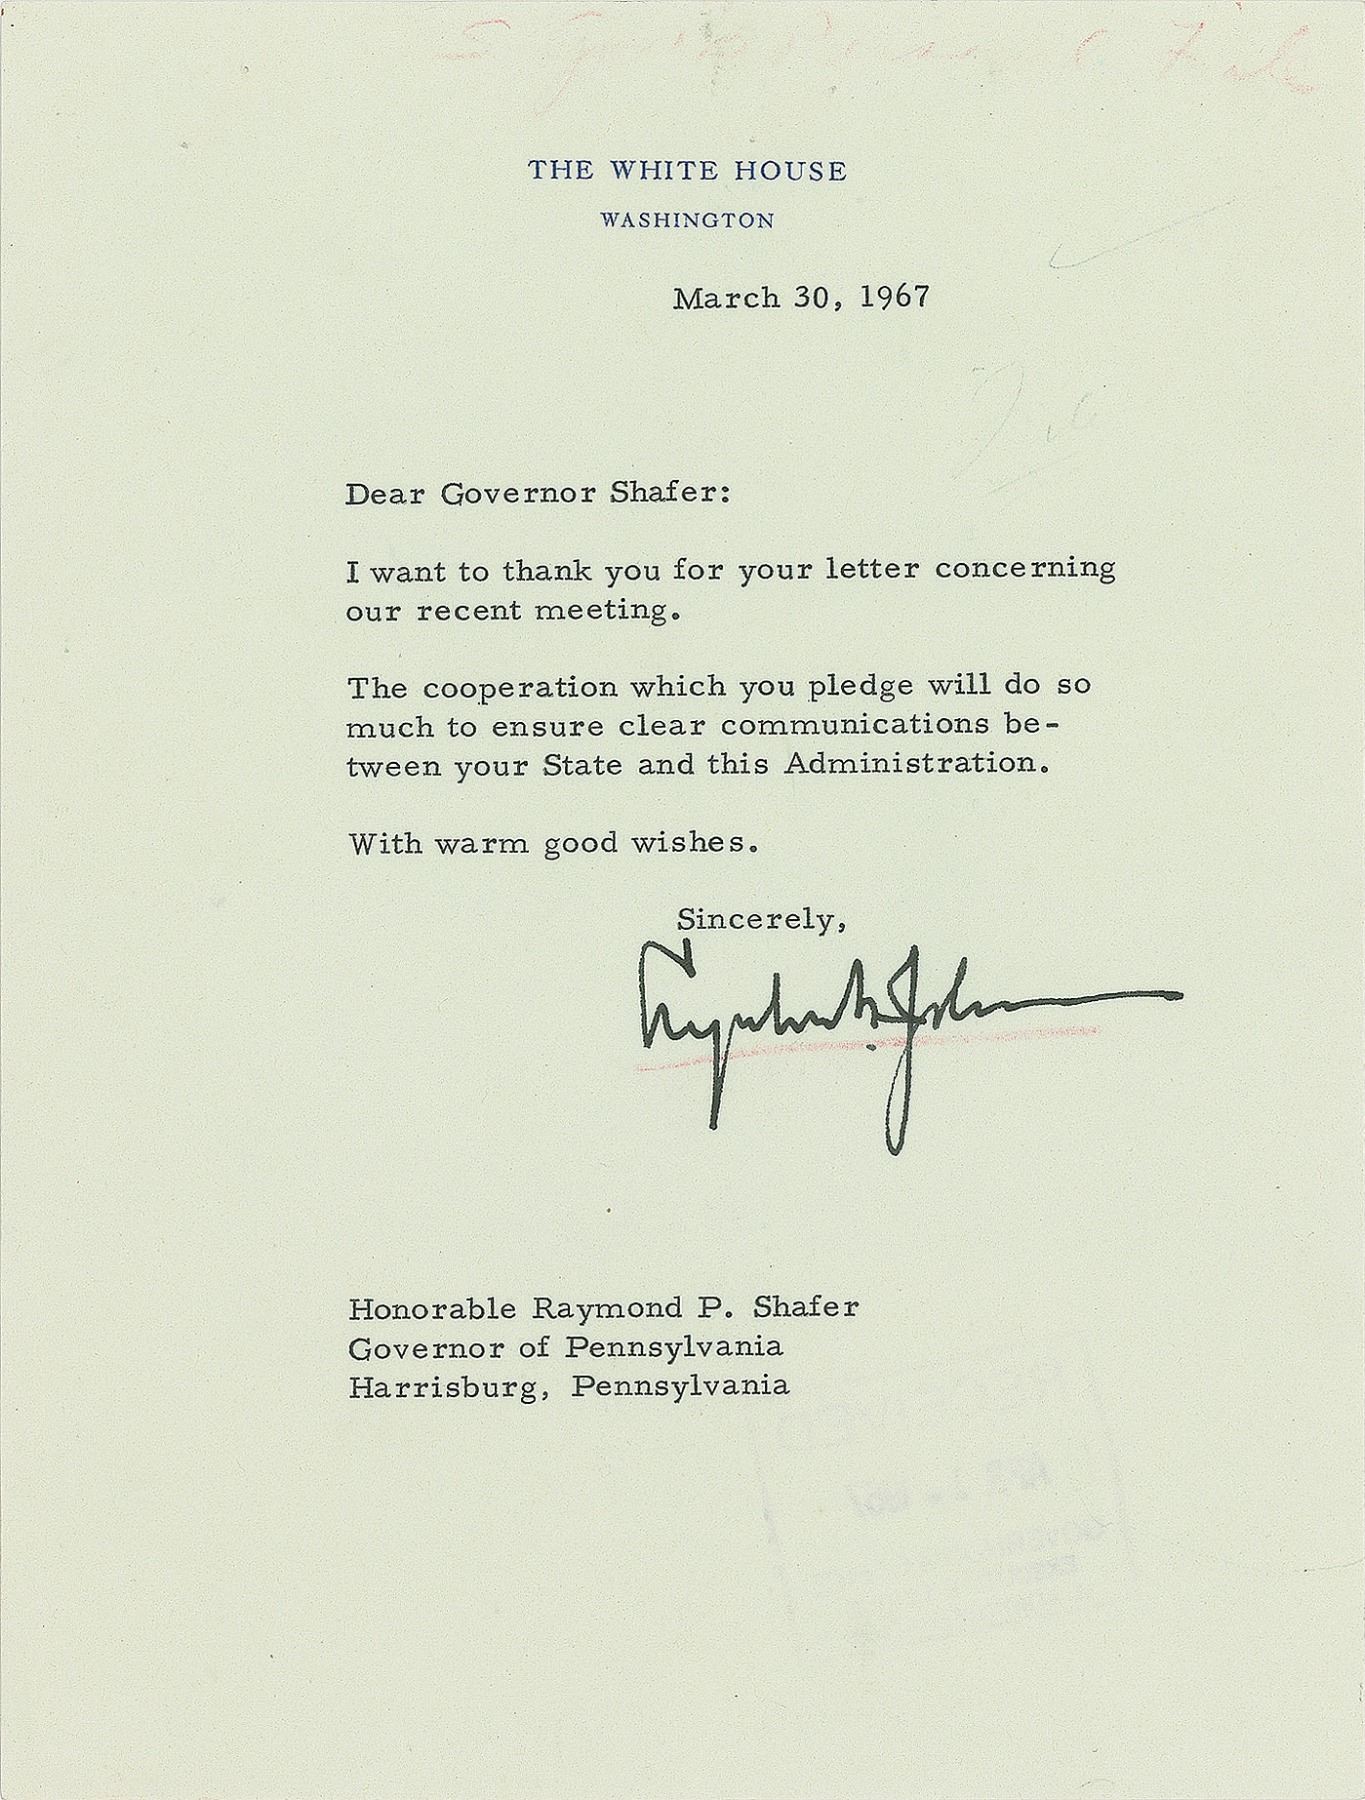 THE WHITE HOUSE
WASHINGTON
March 30, 1967
Dear Governor Shafer:
I want to thank you for your letter concerning
our recent meeting.
The cooperation which you pledge will do so
much to ensure clear communications be-
tween your State and this Administration.
With warm good wishes.
Sincerely,
Honorable Raymond P. Shafer
Governor of Pennsylvania
Harrisburg, Pennsylvania